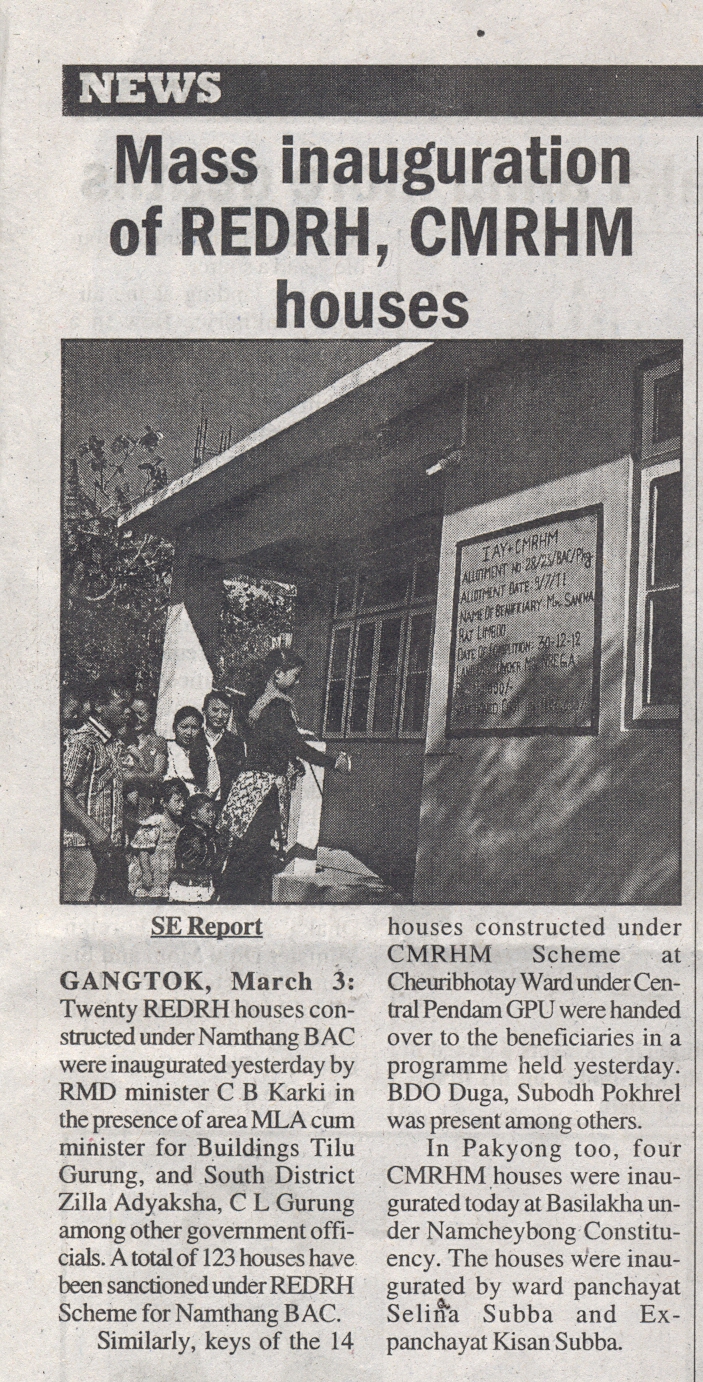 NEWS
Mass inauguration
of REDRH, CMRHM
houses
IAY+CMRHM
ALLOTMENT NO 28/23/BAC/Pkg
ALLOTMENT DATE: 9/7/11
NAME OF BENIFITIARY- Mr. SANCHA
RAJ LIMBOO
DATE OF 30-12-12
UNDER
SE Report
GANGTOK, March 3:
Twenty REDRH houses con-
structed under Namthang BAC
were inaugurated yesterday by
RMD minister C B Karki in
the presence of area MLA cum
minister for Buildings Tilu
Gurung, and South District
Zilla Adyaksha, C L Gurung
among other government offi-
cials. A total of 123 houses have
been sanctioned under REDRH
Scheme for Namthang BAC.
Similarly, keys of the 14
houses constructed under
CMRHM Scheme at
Cheuribhotay Ward under Cen-
tral Pendam GPU were handed
over to the beneficiaries in a
programme held yesterday.
BDO Duga, Subodh Pokhrel
was present among others.
In Pakyong too, four
CMRHM houses were inau-
gurated today at Basilakha un-
der Namcheybong Constitu-
ency. The houses were inau-
gurated by ward panchayat
Selina Subba and Ex-
panchayat Kisan Subba.